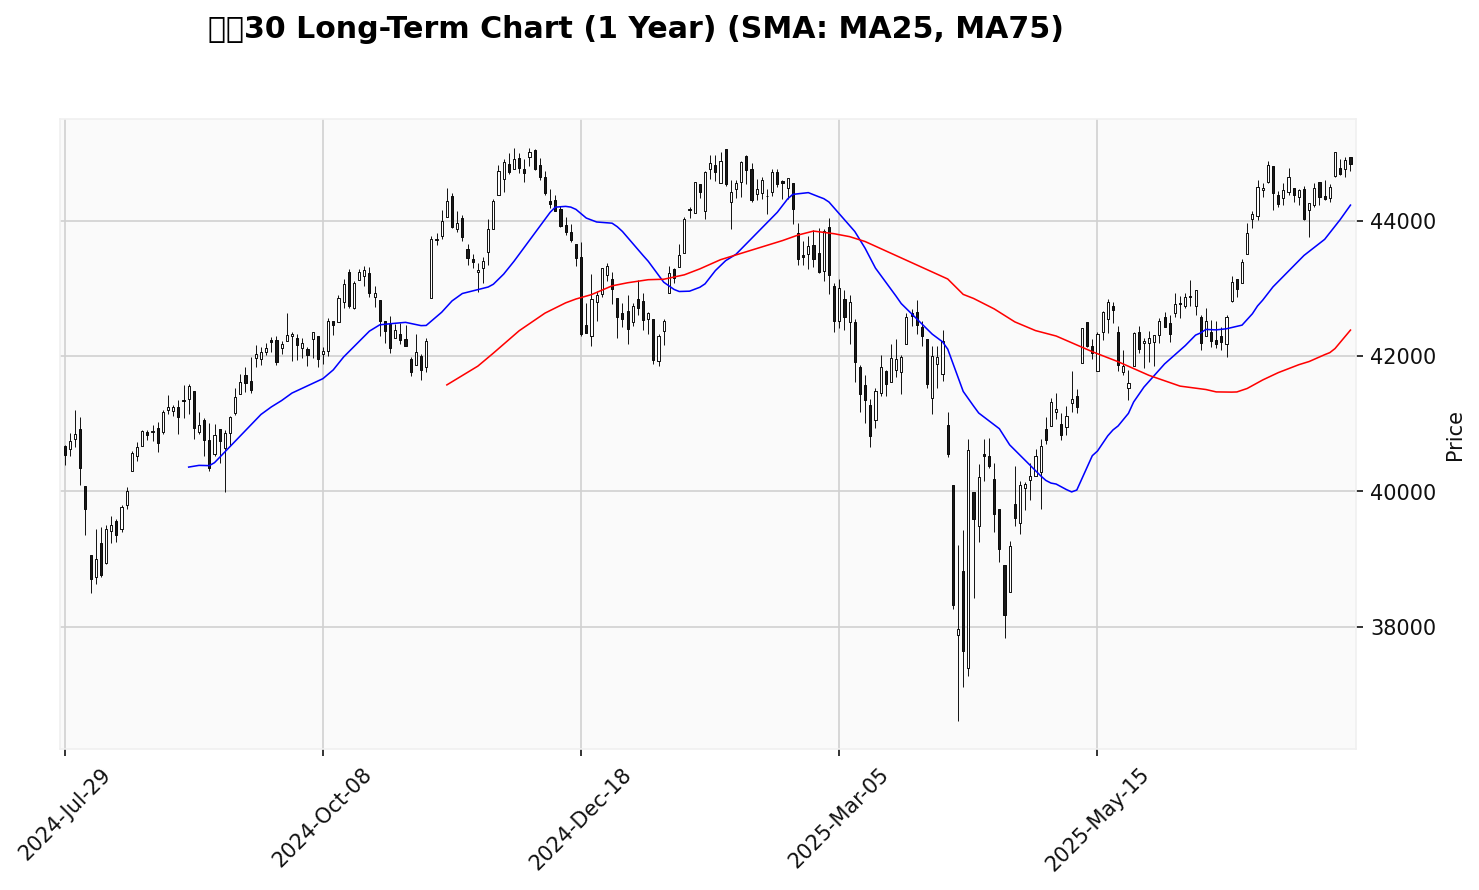 30 Long-Term Chart (1 Year) (SMA: MA25, MA75)
44000
42000
40000
38000
Price
2024-Jul-29
2024-Oct-08
2024-Dec-18
2025-Mar-05
2025-May-15